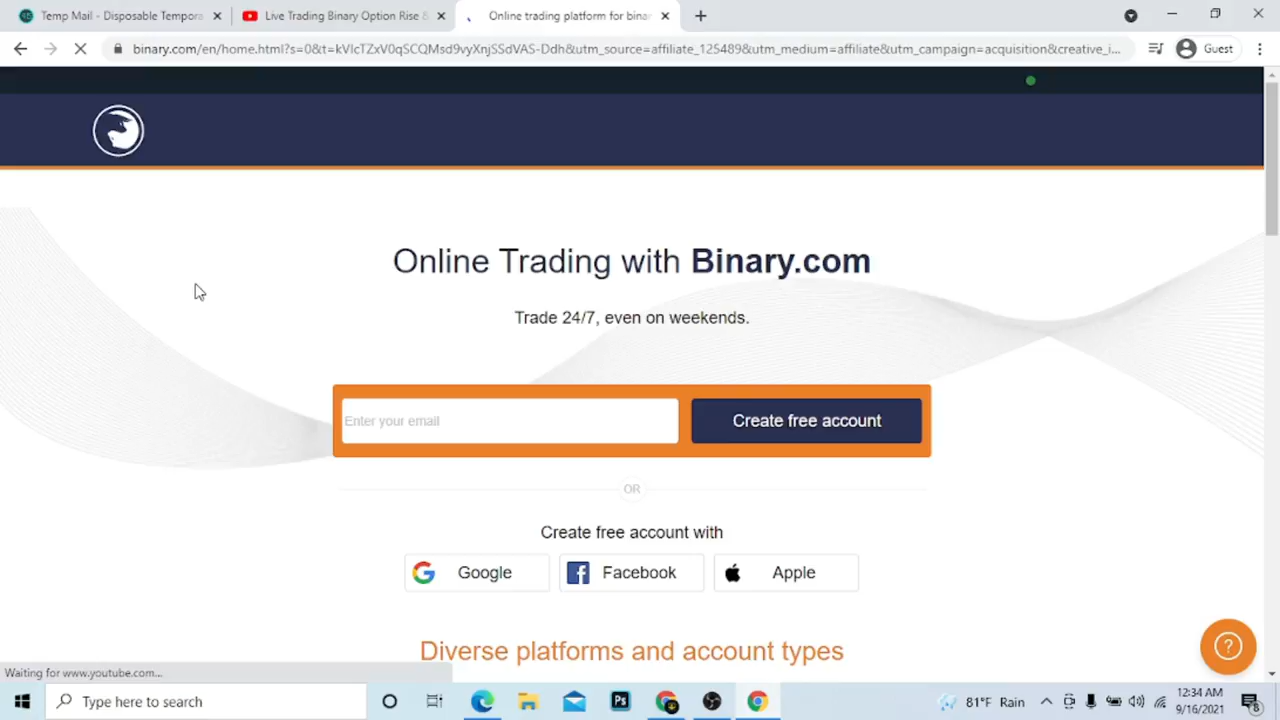 Temp Mail - Disposable Tempora
Live Trading Binary Option Rise &
Online trading platform for binar
binary.com/en/home.html?s=0&t=kVIcTZxV0qSCQMsd9vyXnjSSdVAS-Ddh&utm_source=affiliate_125489&utm_medium=affiliate&utm_campaign=acquisition&creative_i...
Guest
Online Trading with Binary.com
Trade 24/7, even on weekends.
Enter your email
Create free account
OR
Create free account with
Google
Facebook
Apple
Diverse platforms and account types
Waiting for www.youtube.com...
Type here to search
Ps
81°F Rain
12:34 AM
9/16/2021
8